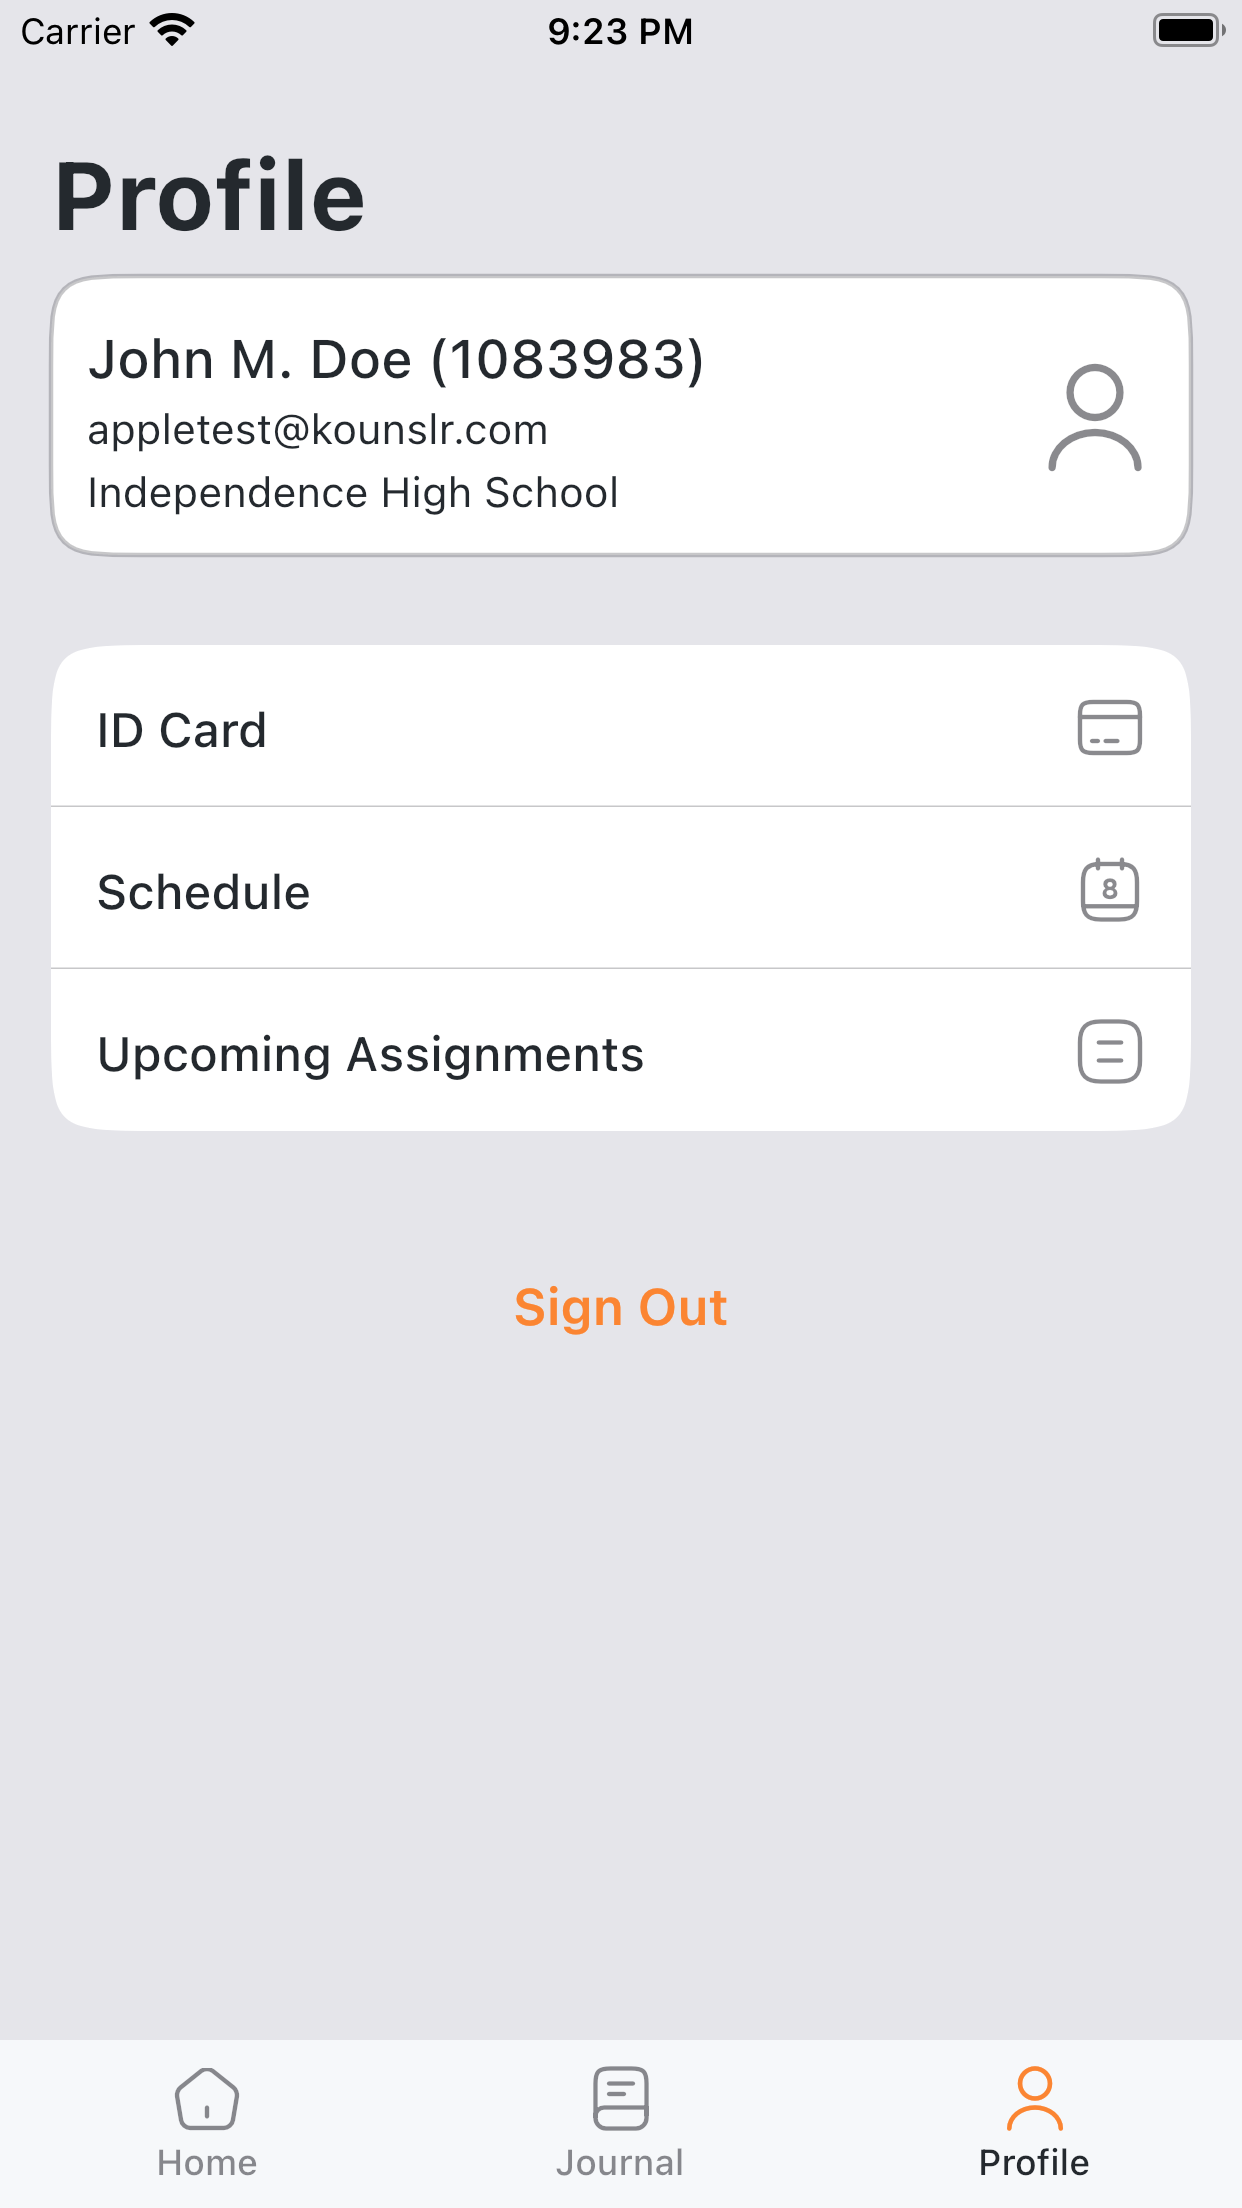 Carrier 9:23 PM
Profile
John M. Doe (1083983)
appletest@kounslr.com
Independence High School
ID Card
Schedule
8
Upcoming Assignments
Sign Out
Home Journal Profile